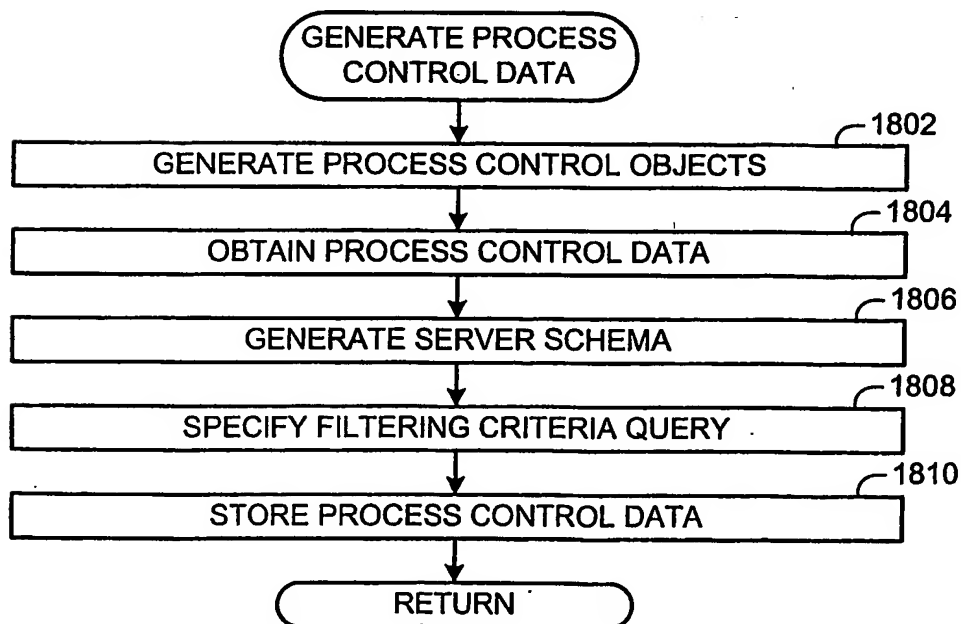 GENERATE PROCESS
CONTROL DATA
1802
GENERATE PROCESS CONTROL OBJECTS
1804
OBTAIN PROCESS CONTROL DATA
1806
GENERATE SERVER SCHEMA
1808
SPECIFY FILTERING CRITERIA QUERY
1810
STORE PROCESS CONTROL DATA
RETURN